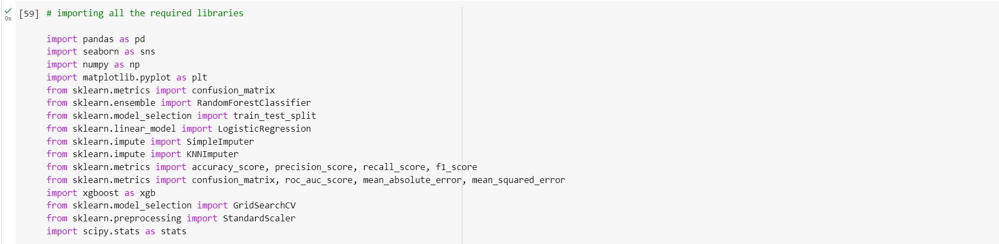 [59] # importing all the required libraries
0s
import pandas as pd
import seaborn as sns
import numpy as np
import matplotlib.pyplot as plt
from sklearn.metrics import confusion_matrix
from sklearn.ensemble import RandomForestClassifier
from sklearn.model_selection import train_test_split
from sklearn.linear_model import LogisticRegression
from sklearn.impute import SimpleImputer
from sklearn.impute import KNNImputer
from sklearn.metrics import accuracy_score, precision_score, recall_score, f1_score
from sklearn.metrics import confusion_matrix, roc_auc_score, mean_absolute_error, mean_squared_error
import xgboost as xgb
from sklearn.model_selection import GridSearchCV
from sklearn.preprocessing import StandardScaler
import scipy.stats as stats